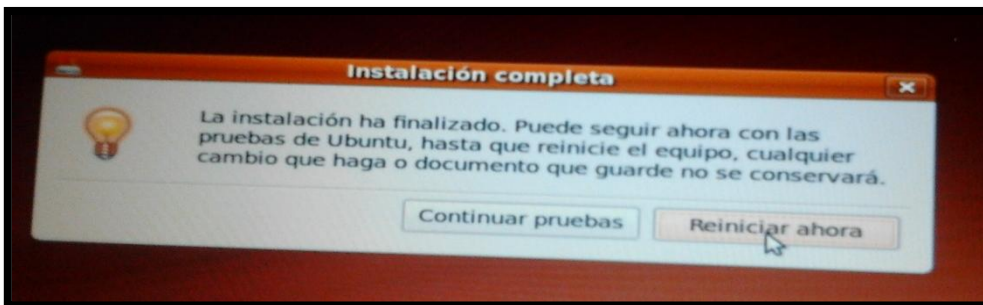 Instalación completa
La instalación ha finalizado. Puede seguir ahora con las
pruebas de Ubuntu, hasta que reinicie el equipo, cualquier
cambio que haga o documento que guarde no se conservará.
Continuar pruebas
Reiniciar ahora